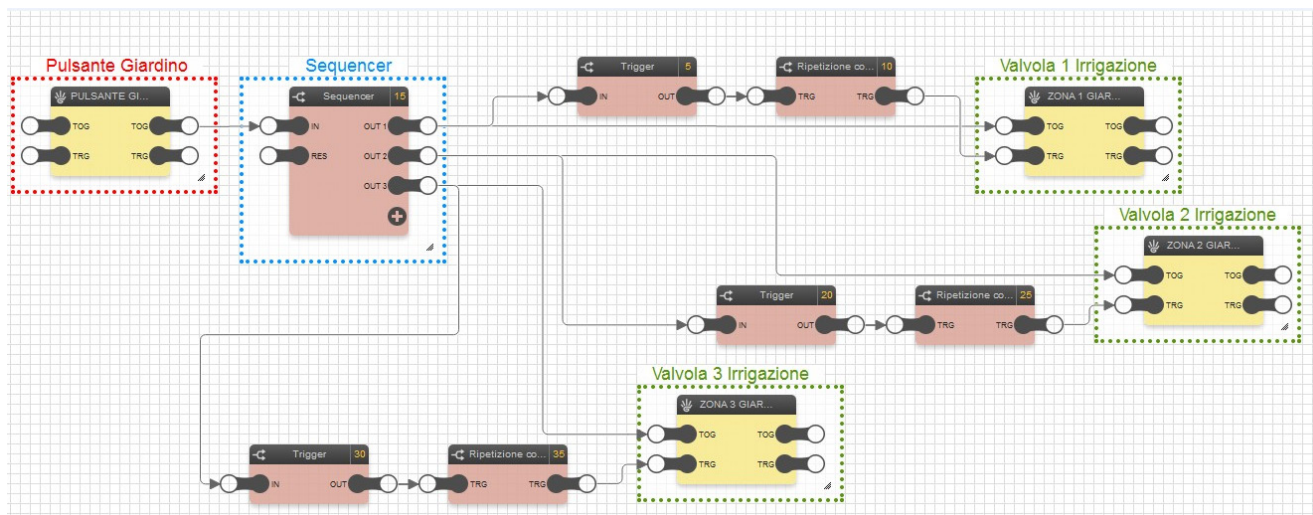 Pulsante Giardino
PULSANTE GI...
TOG TOG
TRG TRG
Sequencer
Sequencer 15
IN OUT 1
RES OUT 2
OUT 3
Trigger 5
IN OUT
Ripetizione co... 10
TRG TRG
Valvola 1 Irrigazione
ZONA 1 GIAR...
TOG TOG
TRG TRG
Valvola 2 Irrigazione
ZONA 2 GIAR...
TOG TOG
TRG TRG
Trigger 20
IN OUT
Ripetizione co... 25
TRG TRG
Valvola 3 Irrigazione
ZONA 3 GIAR...
TOG TOG
TRG TRG
Trigger 30
IN OUT
Ripetizione co... 35
TRG TRG